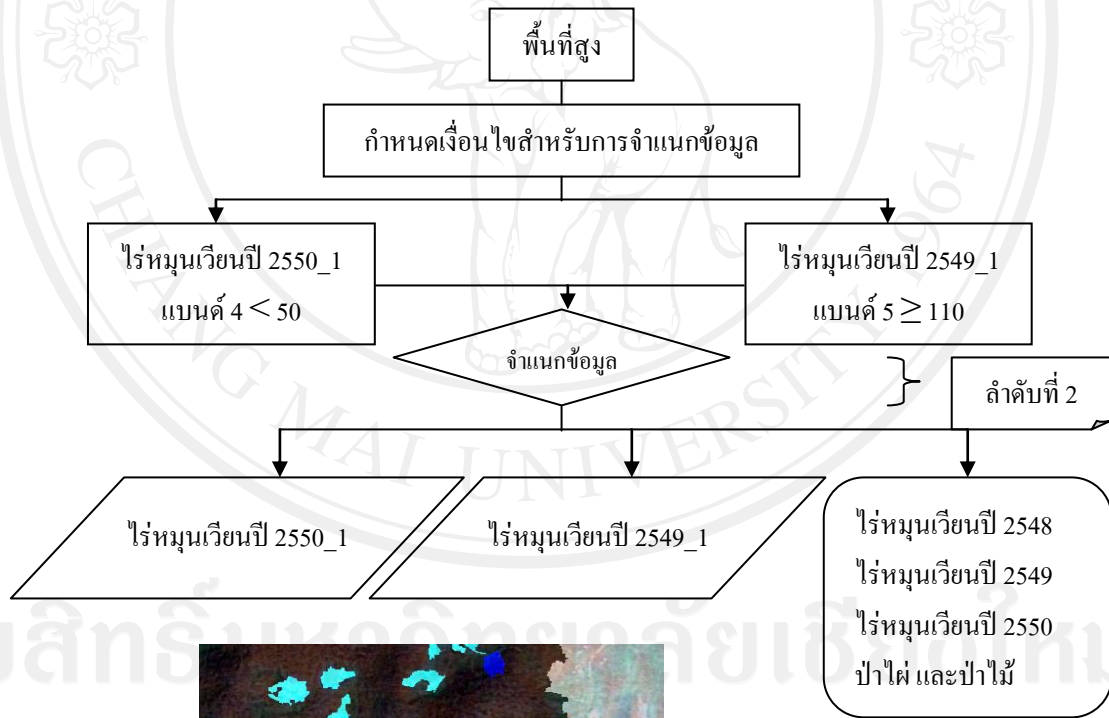 พื้นที่สูง
กำหนดเงื่อนไขสำหรับการจำแนกข้อมูล
ไร่หมุนเวียนปี 2550_1
แบนด์ 4 < 50
ไร่หมุนเวียนปี 2549_1
แบนด์ 5 ≥ 110
จำแนกข้อมูล
ลำดับที่ 2
ไร่หมุนเวียนปี 2550_1
ไร่หมุนเวียนปี 2549_1
ไร่หมุนเวียนปี 2548
ไร่หมุนเวียนปี 2549
ไร่หมุนเวียนปี 2550
ป่าไผ่ และป่าไม้
CHIANG MAI UNIVERSITY 1964